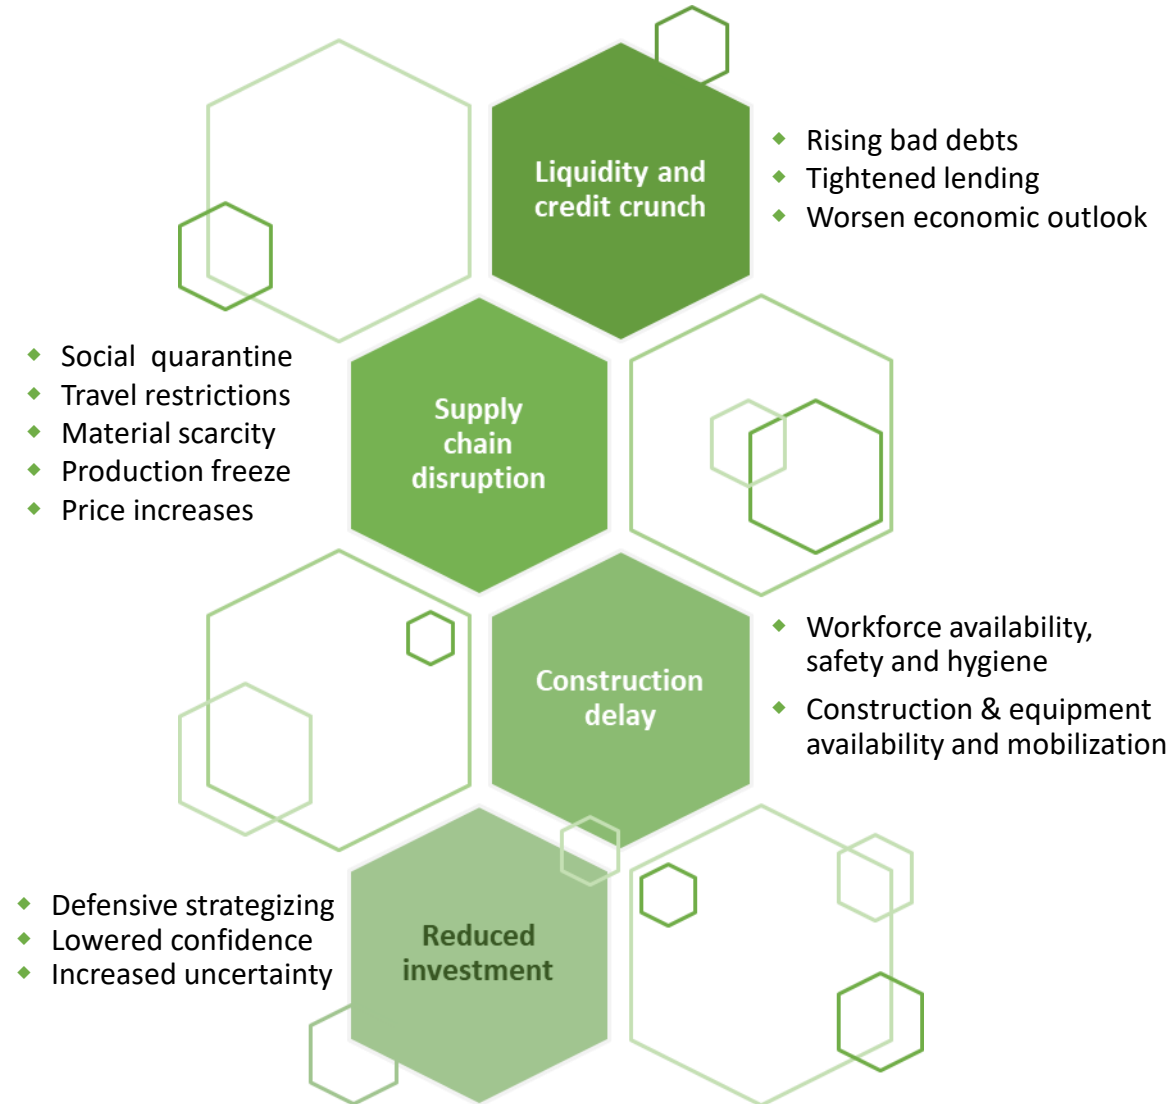 Liquidity and
credit crunch
Rising bad debts
Tightened lending
Worsen economic outlook
Social quarantine
Travel restrictions
Material scarcity
Production freeze
Price increases
Supply
chain
disruption
Construction
delay
Workforce availability,
safety and hygiene
Construction & equipment
availability and mobilization
Defensive strategizing
Lowered confidence
Increased uncertainty
Reduced
investment